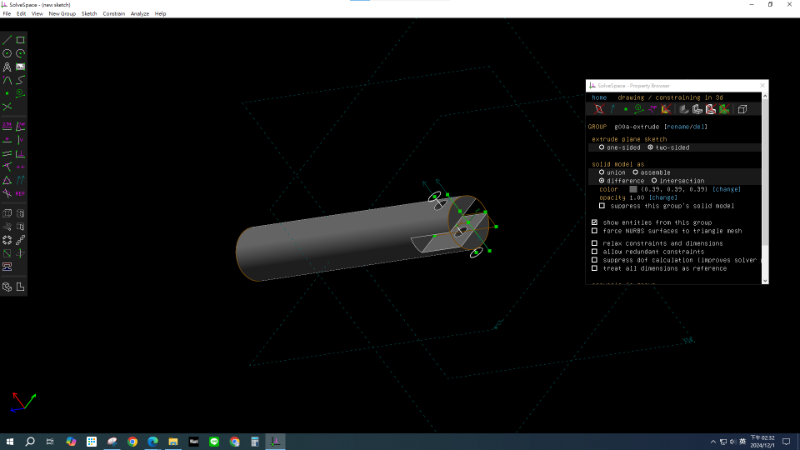 SolveSpace - (new sketch)
File Edit View New Group Sketch Constrain Analyze Help
SolveSpace - Property Browser
home drawing / constraining in 3d
GROUP g00a-extrude [rename/del]
extrude plane sketch
one-sided two-sided
solid model as
union assemble
difference intersection
color (0.39, 0.39, 0.39) [change]
opacity 1.00 [change]
suppress this group's solid model
show entities from this group
force NURBS surfaces to triangle mesh
relax constraints and dimensions
allow redundant constraints
suppress dof calculation (improves solver
treat all dimensions as reference
英
下午 02:32
2024/12/1